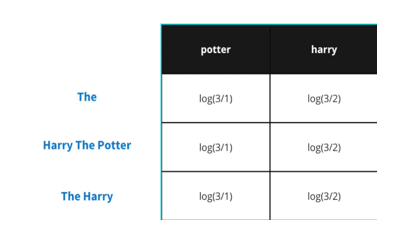 potter harry
The log(3/1) log(3/2)
Harry The Potter log(3/1) log(3/2)
The Harry log(3/1) log(3/2)